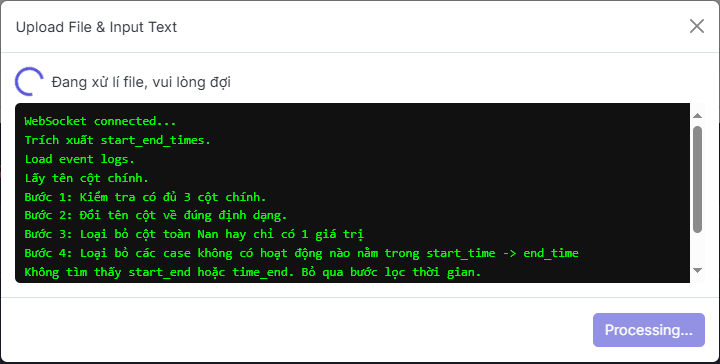 Upload File & Input Text
Đang xử lí file, vui lòng đợi
WebSocket connected...
Trích xuất start_end_times.
Load event logs.
Lấy tên cột chính.
Bước 1: Kiểm tra có đủ 3 cột chính.
Bước 2: Đổi tên cột về đúng định dạng.
Bước 3: Loại bỏ cột toàn Nan hay chỉ có 1 giá trị
Bước 4: Loại bỏ các case không có hoạt động nào nằm trong start_time -> end_time
Không tìm thấy start_end hoặc time_end. Bỏ qua bước lọc thời gian.
Processing...